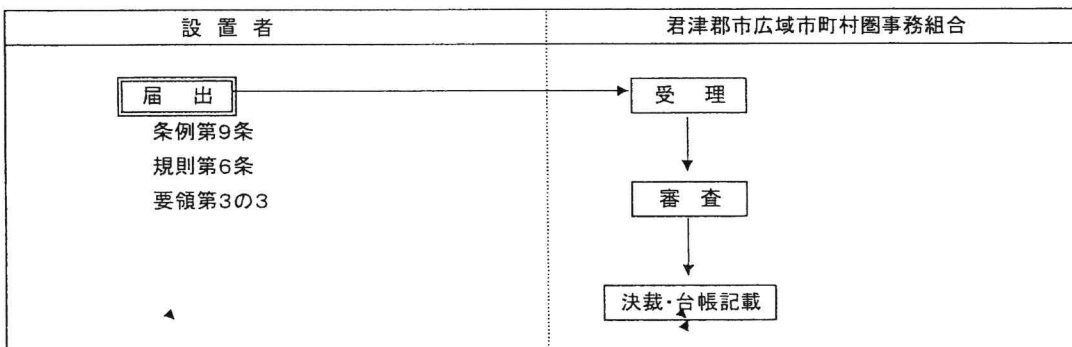 設置者
君津郡市広域市町村圏事務組合
届出
受理
条例第9条
規則第6条
要領第3の3
審査
決裁・台帳記載